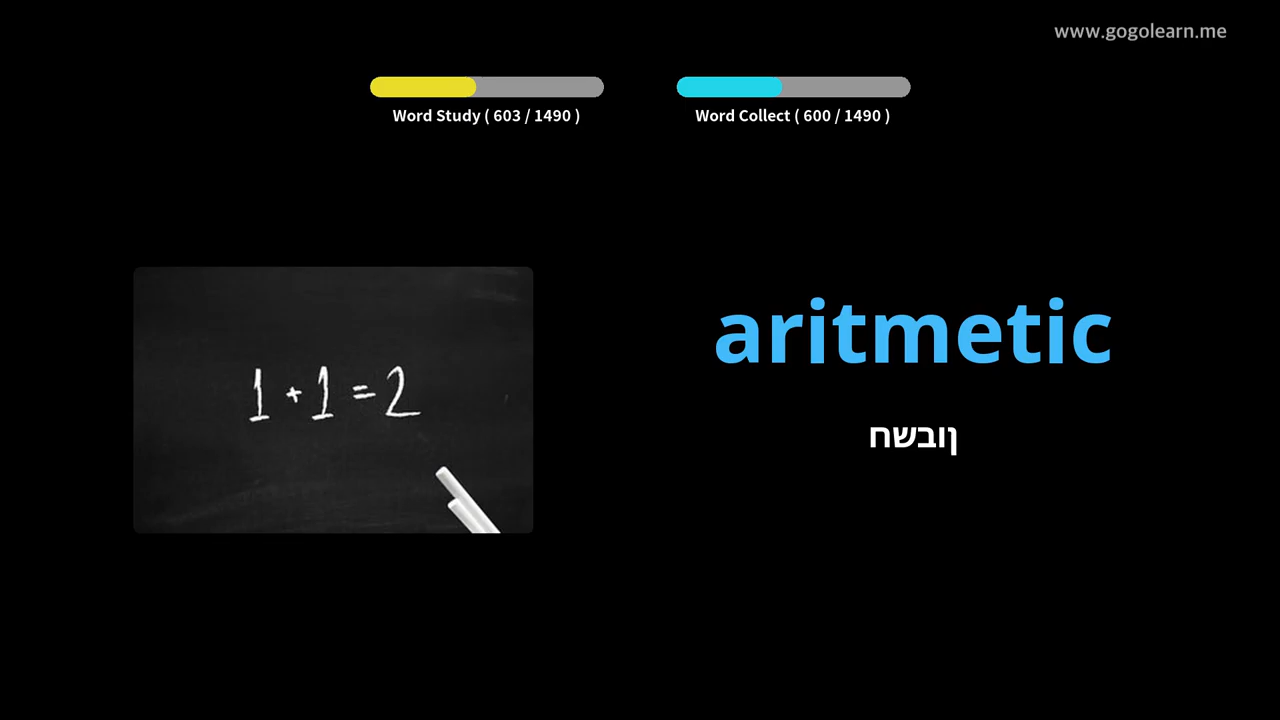 www.gogolearn.me
Word Study ( 603 / 1490 )
Word Collect ( 600 / 1490 )
aritmetic
ןובשח
1 + 1 = 2